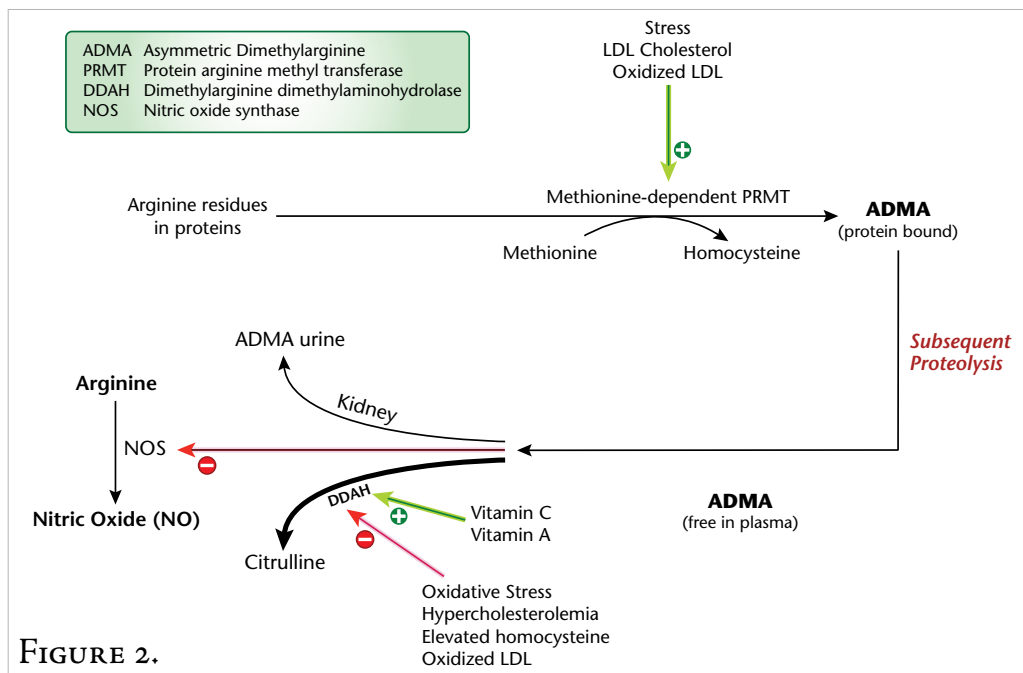 ADMA Asymmetric Dimethylarginine
PRMT Protein arginine methyl transferase
DDAH Dimethylarginine dimethylaminohydrolase
NOS Nitric oxide synthase
Stress
LDL Cholesterol
Oxidized LDL
+
Methionine-dependent PRMT
Arginine residues
in proteins
ADMA
(protein bound)
Methionine
Homocysteine
Subsequent
Proteolysis
ADMA urine
Kidney
Arginine
NOS
−
Nitric Oxide (NO)
DDAH
+
−
Vitamin C
Vitamin A
ADMA
(free in plasma)
Citrulline
Oxidative Stress
Hypercholesterolemia
Elevated homocysteine
Oxidized LDL
Figure 2.